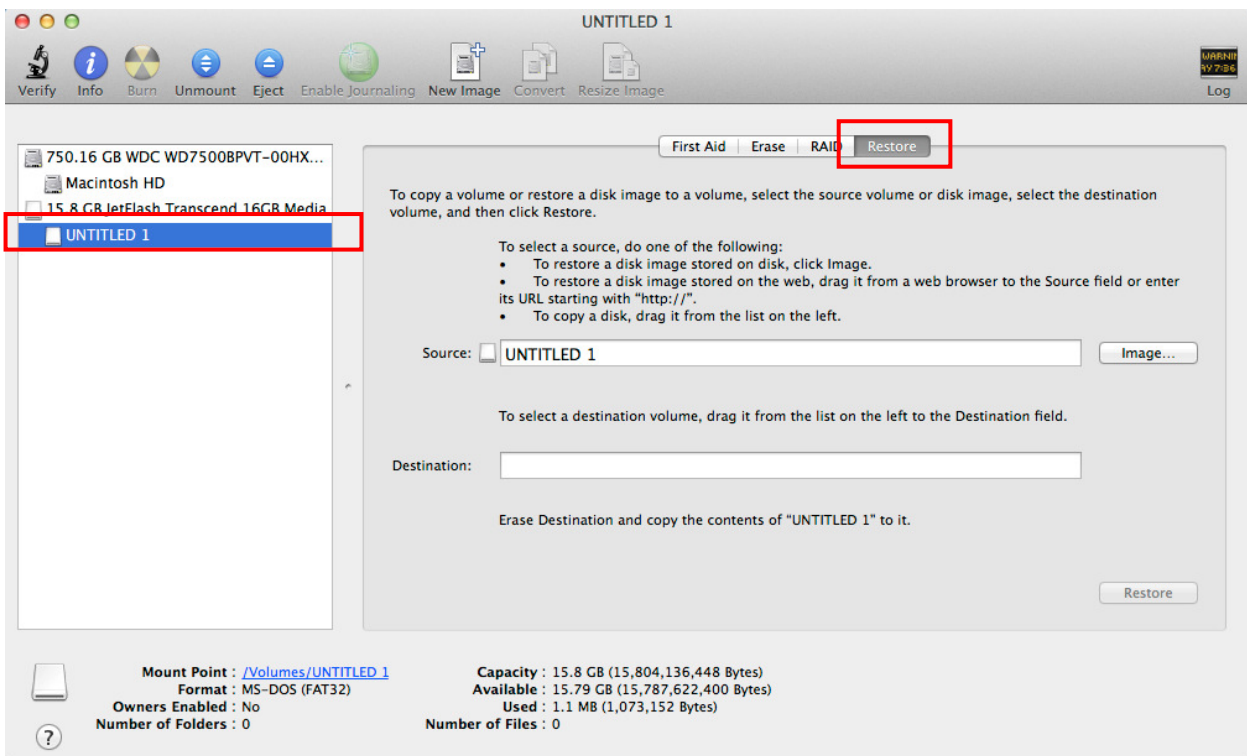 UNTITLED 1
Verify Info Burn Unmount Eject Enable Journaling New Image Convert Resize Image Log
WARNIN
AY 7:36
750.16 GB WDC WD7500BPVT-00HX...
Macintosh HD
15.8 GB JetFlash Transcend 16GB Media
UNTITLED 1
First Aid Erase RAID Restore
To copy a volume or restore a disk image to a volume, select the source volume or disk image, select the destination
volume, and then click Restore.
To select a source, do one of the following:
• To restore a disk image stored on disk, click Image.
• To restore a disk image stored on the web, drag it from a web browser to the Source field or enter
its URL starting with “http://”.
• To copy a disk, drag it from the list on the left.
Source: UNTITLED 1 Image...
To select a destination volume, drag it from the list on the left to the Destination field.
Destination:
Erase Destination and copy the contents of “UNTITLED 1” to it.
Restore
Mount Point : /Volumes/UNTITLED 1 Capacity : 15.8 GB (15,804,136,448 Bytes)
Format : MS-DOS (FAT32) Available : 15.79 GB (15,787,622,400 Bytes)
Owners Enabled : No Used : 1.1 MB (1,073,152 Bytes)
Number of Folders : 0 Number of Files : 0
?